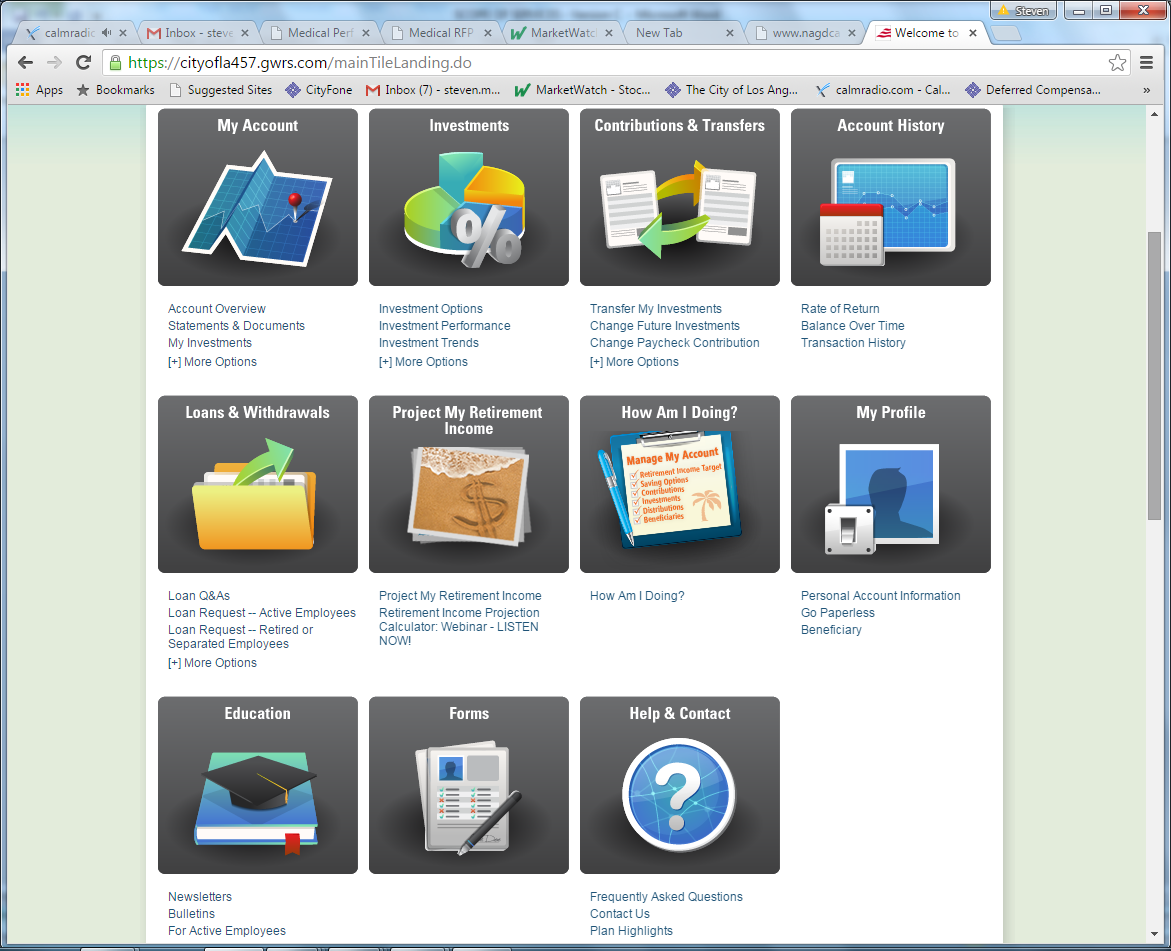 Steven
calmradio
Inbox - steve
Medical Perf
Medical RFP
MarketWatc
New Tab
www.nagdca
Welcome to
https://cityofla457.gwrs.com/mainTileLanding.do
Apps
Bookmarks
Suggested Sites
CityFone
Inbox (7) - steven.m...
MarketWatch - Stoc...
The City of Los Ang...
calmradio.com - Cal...
Deferred Compensa...
»
My Account
Investments
Contributions & Transfers
Account History
%
Account Overview
Statements & Documents
My Investments
[+] More Options
Investment Options
Investment Performance
Investment Trends
[+] More Options
Transfer My Investments
Change Future Investments
Change Paycheck Contribution
[+] More Options
Rate of Return
Balance Over Time
Transaction History
Loans & Withdrawals
Project My Retirement
Income
How Am I Doing?
My Profile
$
Manage My Account
Retirement Income Target
Saving Options
Contributions
Investments
Distributions
Beneficiaries
Loan Q&As
Loan Request -- Active Employees
Loan Request -- Retired or
Separated Employees
[+] More Options
Project My Retirement Income
Retirement Income Projection
Calculator: Webinar - LISTEN
NOW!
How Am I Doing?
Personal Account Information
Go Paperless
Beneficiary
Education
Forms
Help & Contact
?
Newsletters
Bulletins
For Active Employees
Frequently Asked Questions
Contact Us
Plan Highlights